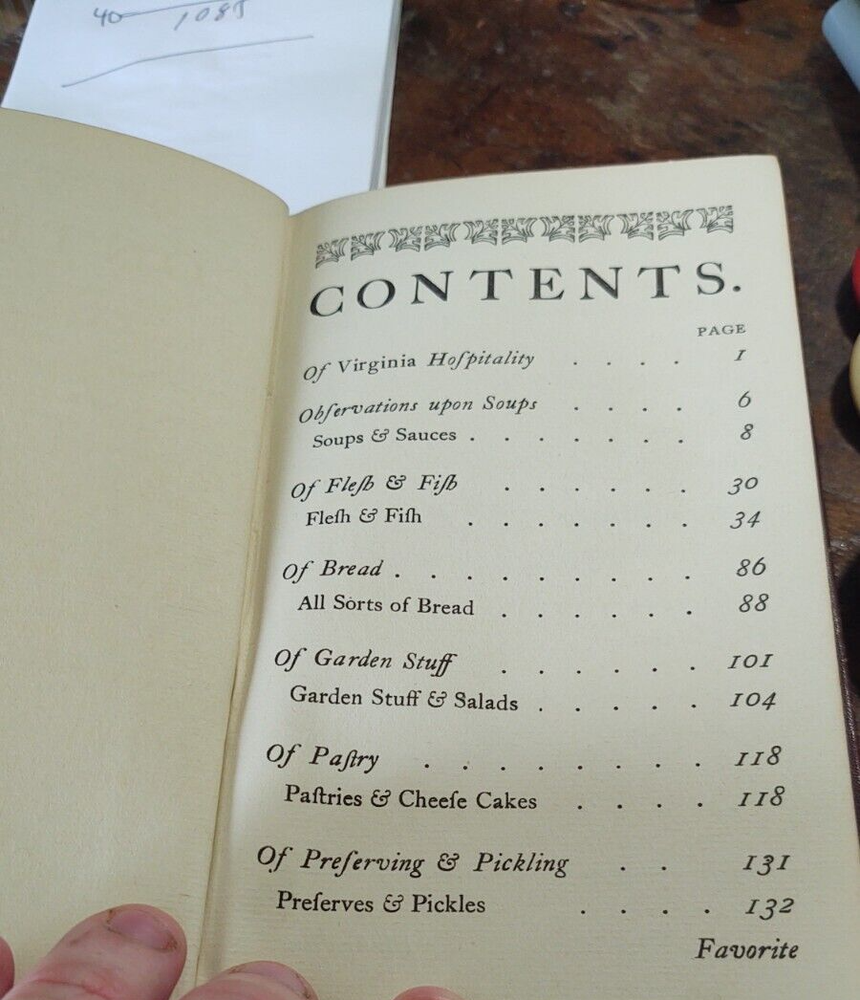 40 1085
CONTENTS.
PAGE
Of Virginia Hoſpitality . . . . 1
Obſervations upon Soups . . . . 6
Soups & Sauces . . . . . . . 8
Of Fleſh & Fiſh . . . . . . 30
Fleſh & Fiſh . . . . . . . 34
Of Bread . . . . . . . . . 86
All Sorts of Bread . . . . . . 88
Of Garden Stuff . . . . . . 101
Garden Stuff & Salads . . . . . 104
Of Paſtry . . . . . . . . 118
Paſtries & Cheeſe Cakes . . . . 118
Of Preſerving & Pickling . . 131
Preſerves & Pickles . . . . 132
Favorite